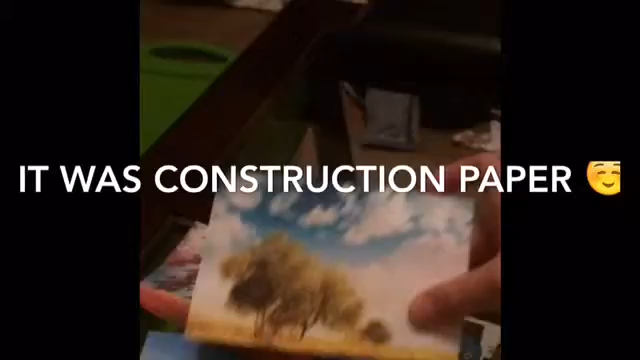 IT WAS CONSTRUCTION PAPER ☺️